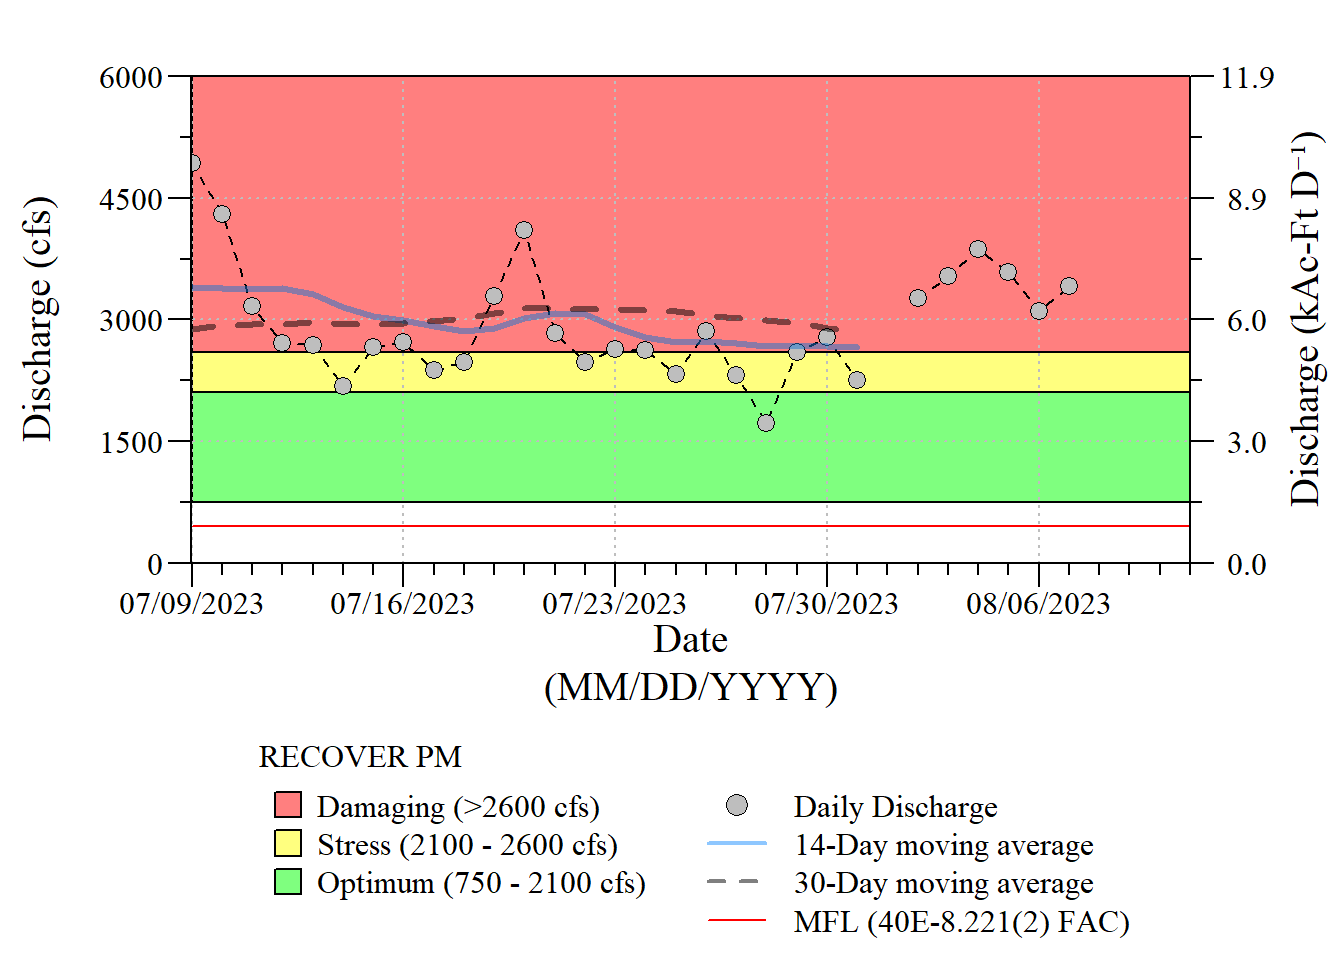 6000
4500
3000
1500
0
Discharge (cfs)
11.9
8.9
6.0
3.0
0.0
Discharge (kAc-Ft D⁻¹)
07/09/2023 07/16/2023 07/23/2023 07/30/2023 08/06/2023
Date
(MM/DD/YYYY)
RECOVER PM
Damaging (>2600 cfs)
Stress (2100 - 2600 cfs)
Optimum (750 - 2100 cfs)
Daily Discharge
14-Day moving average
30-Day moving average
MFL (40E-8.221(2) FAC)